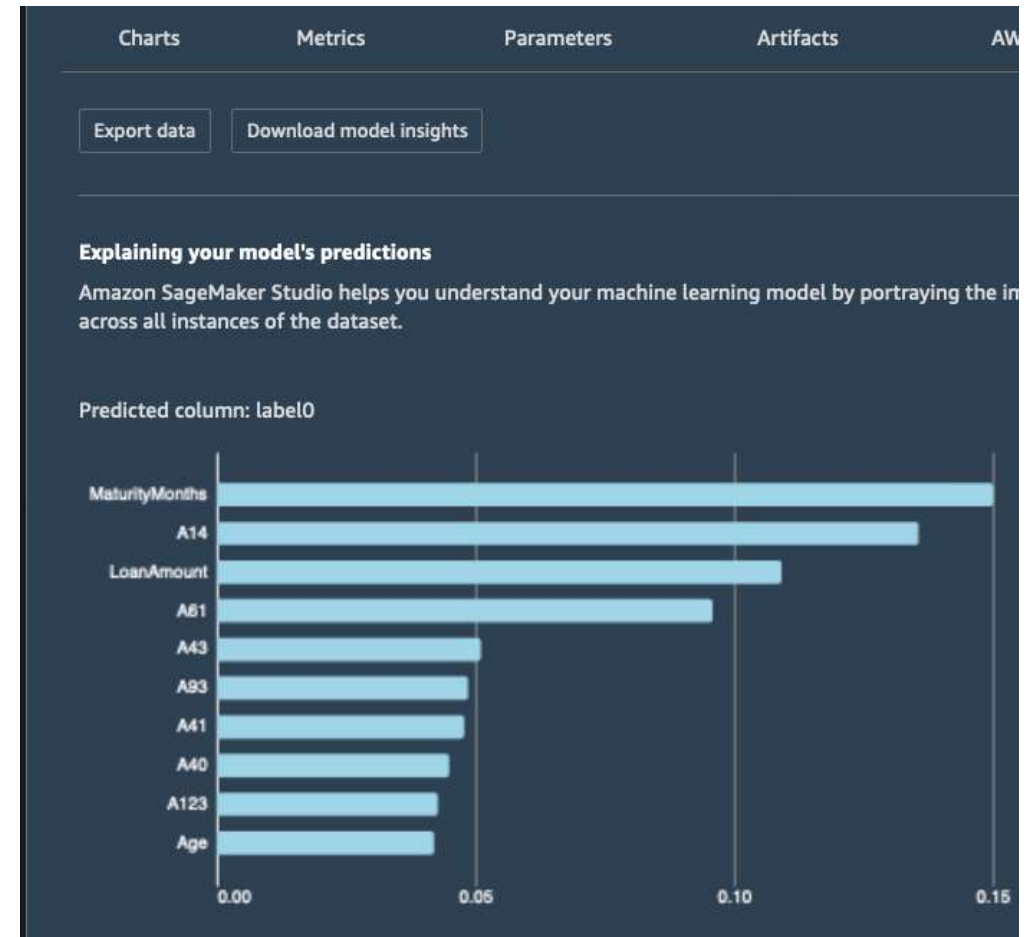 Charts Metrics Parameters Artifacts AW
Export data Download model insights
Explaining your model's predictions
Amazon SageMaker Studio helps you understand your machine learning model by portraying the im
across all instances of the dataset.
Predicted column: label0
MaturityMonths
A14
LoanAmount
A61
A43
A93
A41
A40
A123
Age
0.00 0.05 0.10 0.15